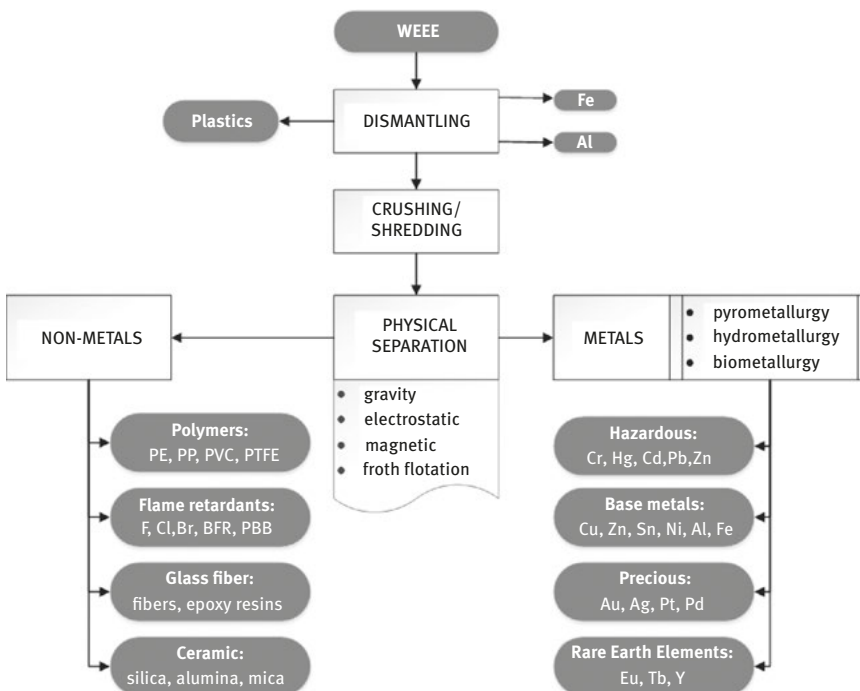 WEEE
Plastics
DISMANTLING
Fe
Al
CRUSHING/
SHREDDING
NON-METALS
PHYSICAL
SEPARATION
METALS
• pyrometallurgy
• hydrometallurgy
• biometallurgy
• gravity
• electrostatic
• magnetic
• froth flotation
Polymers:
PE, PP, PVC, PTFE
Flame retardants:
F, Cl,Br, BFR, PBB
Glass fiber:
fibers, epoxy resins
Ceramic:
silica, alumina, mica
Hazardous:
Cr, Hg, Cd,Pb,Zn
Base metals:
Cu, Zn, Sn, Ni, Al, Fe
Precious:
Au, Ag, Pt, Pd
Rare Earth Elements:
Eu, Tb, Y